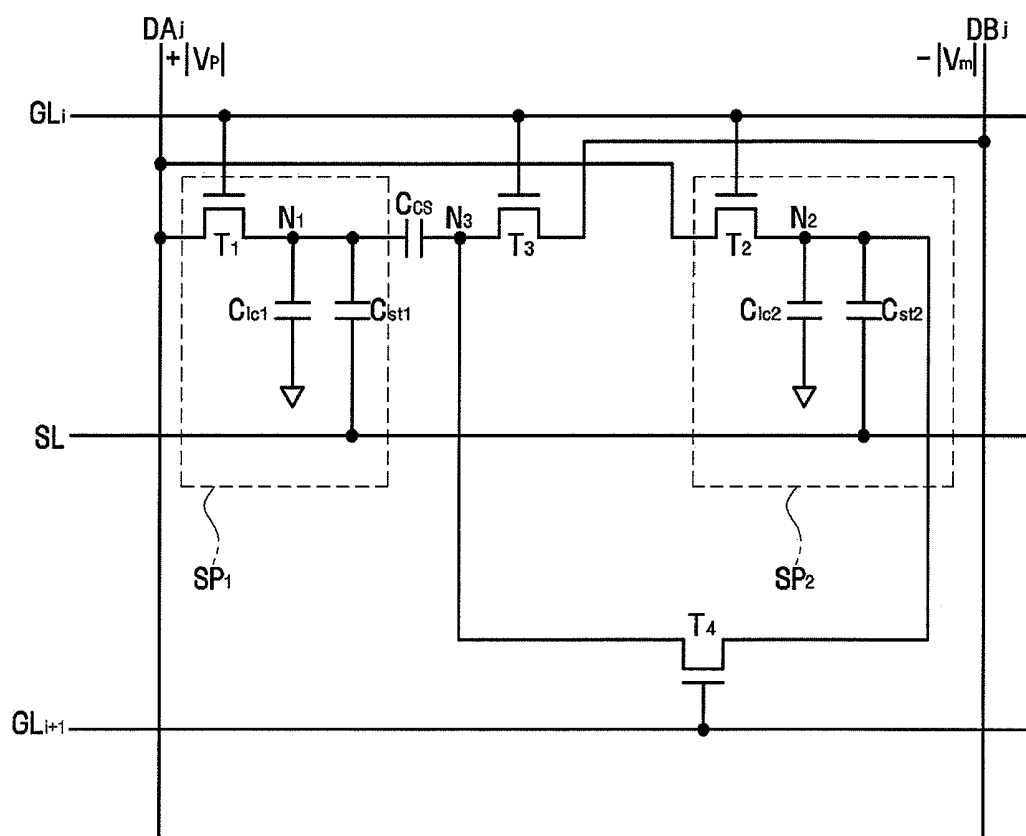 DAj DBj
+|VP| -|Vm|
GLi
CCS N3 N1 N2
T1 T3 T2
Clc1 Cst1 Clc2 Cst2
SL
SP1 SP2
T4
GLi+1